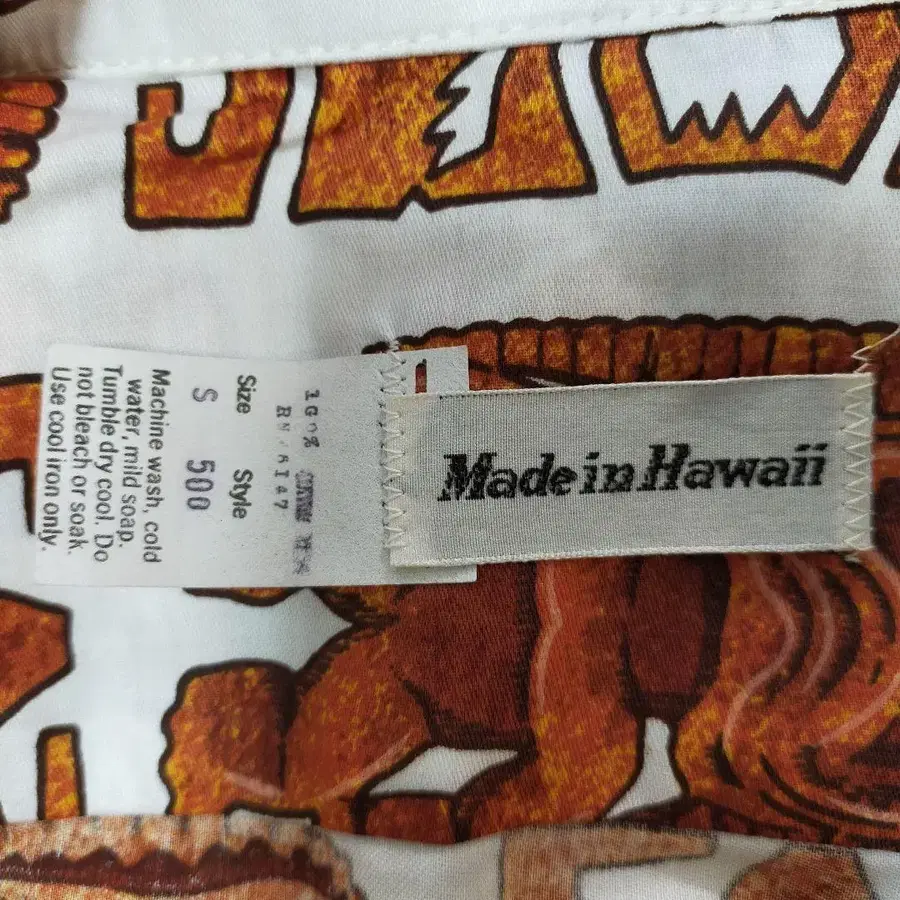 Made in Hawaii
Size Style
S 500
Machine wash, cold
water, mild soap.
Tumble dry cool. Do
not bleach or soak.
Use cool iron only.